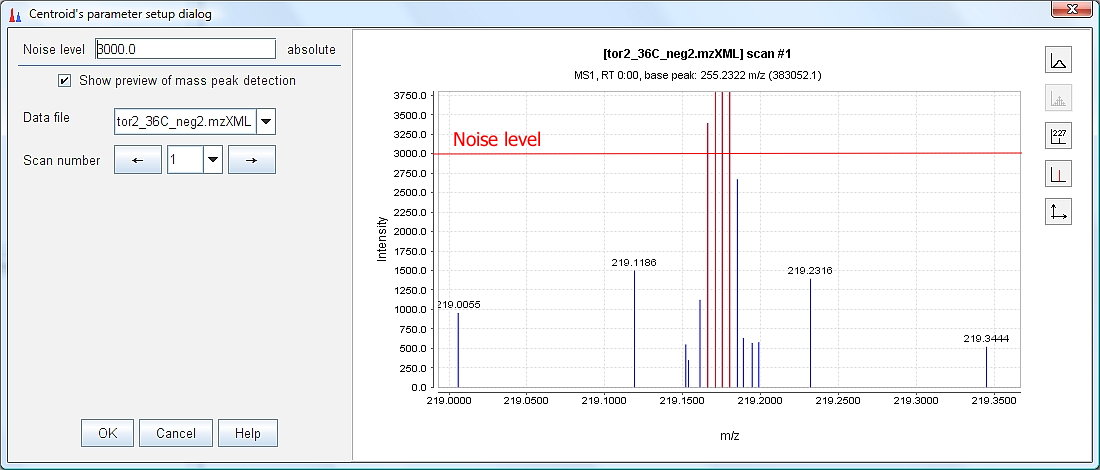 Centroid's parameter setup dialog
Noise level 3000.0 absolute
Show preview of mass peak detection
Data file tor2_36C_neg2.mzXML
Scan number ← 1 →
OK Cancel Help
[tor2_36C_neg2.mzXML] scan #1
MS1, RT 0:00, base peak: 255.2322 m/z (383052.1)
3750.0
3500.0
3250.0
Noise level
3000.0
2750.0
2500.0
2250.0
2000.0
1750.0
1500.0
1250.0
1000.0
750.0
500.0
250.0
0.0
Intensity
219.0055
219.1186
219.2316
219.3444
219.0000 219.0500 219.1000 219.1500 219.2000 219.2500 219.3000 219.3500
m/z
227